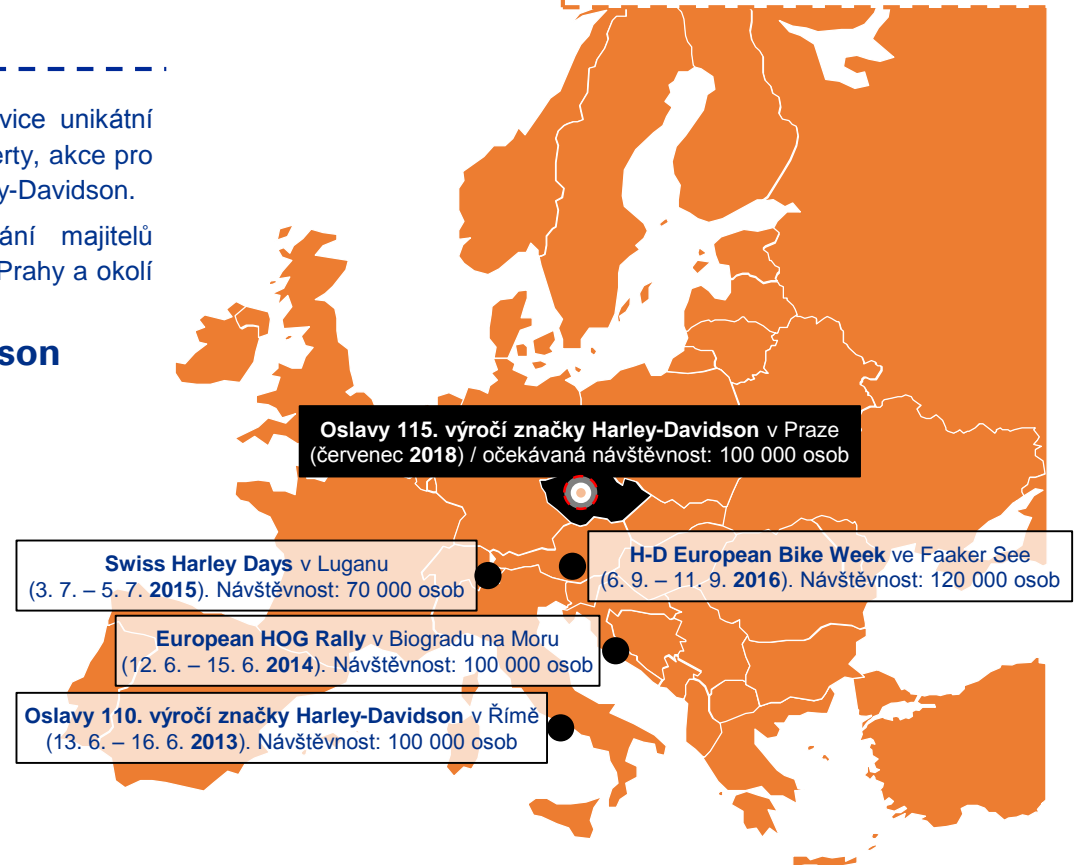 vice unikátní
erty, akce pro
y-Davidson.
ání majitelů
Prahy a okolí
son
Oslavy 115. výročí značky Harley-Davidson v Praze
(červenec 2018) / očekávaná návštěvnost: 100 000 osob
Swiss Harley Days v Luganu
(3. 7. – 5. 7. 2015). Návštěvnost: 70 000 osob
H-D European Bike Week ve Faaker See
(6. 9. – 11. 9. 2016). Návštěvnost: 120 000 osob
European HOG Rally v Biogradu na Moru
(12. 6. – 15. 6. 2014). Návštěvnost: 100 000 osob
Oslavy 110. výročí značky Harley-Davidson v Římě
(13. 6. – 16. 6. 2013). Návštěvnost: 100 000 osob